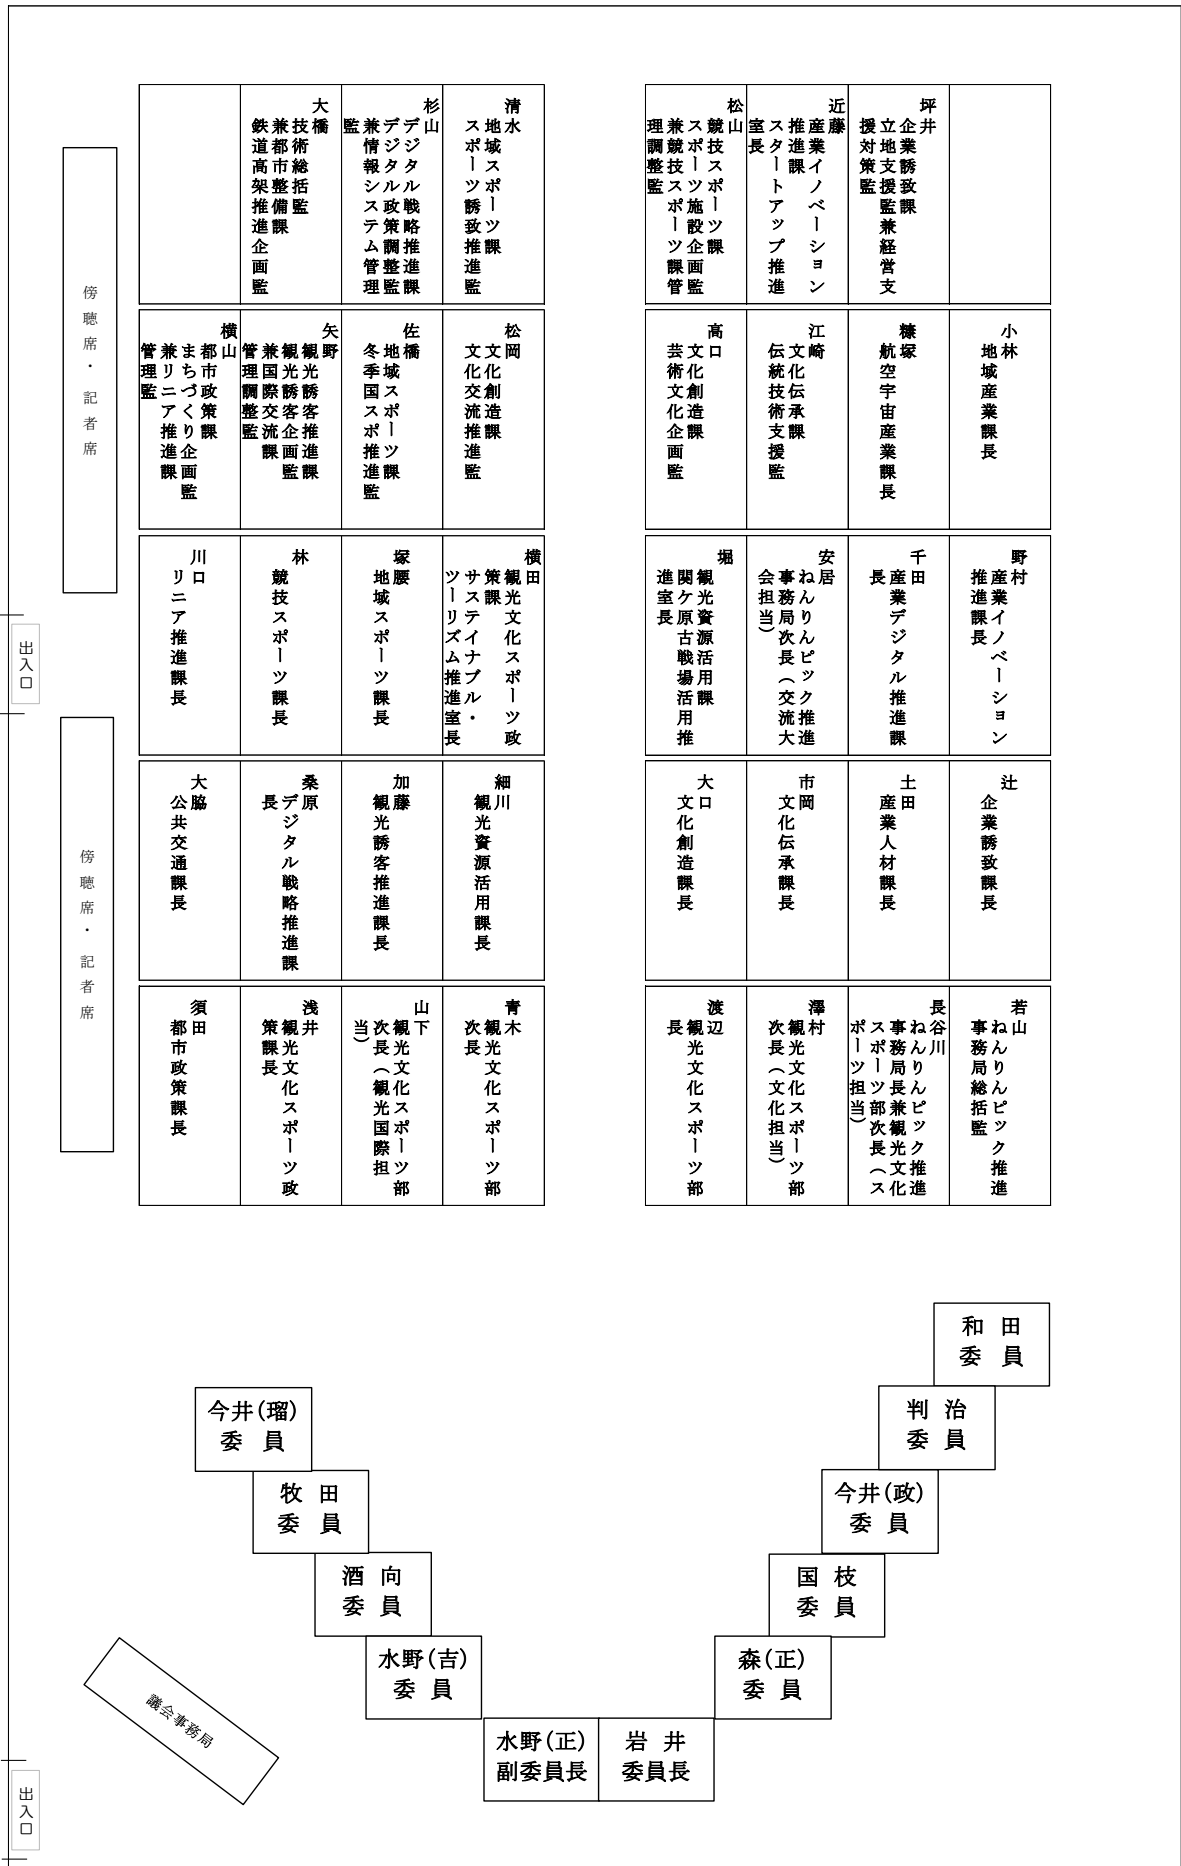 坪井
企業誘致課
立地支援監兼経営支
援対策監
近藤
産業イノベーション
推進課
スタートアップ推進
室長
松山
競技スポーツ課
スポーツ施設企画監
兼競技スポーツ課管
理調整監
清水
地域スポーツ課
スポーツ誘致推進監
杉山
デジタル戦略推進課
デジタル政策調整監
兼情報システム管理
監
大橋
技術総括監
兼都市整備課
鉄道高架推進企画監
小林
地域産業課長
糠塚
航空宇宙産業課長
江崎
文化伝承課
伝統技術支援監
高口
文化創造課
芸術文化企画監
松岡
文化創造課
文化交流推進監
佐橋
地域スポーツ課
冬季国スポ推進監
矢野
観光誘客推進課
観光誘客企画監
兼国際交流課
管理調整監
横山
都市政策課
まちづくり企画監
兼リニア推進課
管理監
野村
産業イノベーション
推進課長
千田
産業デジタル推進課
長
安居
ねんりんピック推進
事務局次長（交流大
会担当）
堀
観光資源活用課
関ケ原古戦場活用推
進室長
横田
観光文化スポーツ政
策課
サステイナブル・
ツーリズム推進室長
塚腰
地域スポーツ課長
林
競技スポーツ課長
川口
リニア推進課長
辻
企業誘致課長
土田
産業人材課長
市岡
文化伝承課長
大口
文化創造課長
細川
観光資源活用課長
加藤
観光誘客推進課長
桑原
デジタル戦略推進課
長
大脇
公共交通課長
若山
ねんりんピック推進
事務局総括監
長谷川
ねんりんピック推進
事務局長兼観光文化
スポーツ部次長（ス
ポーツ担当）
澤村
観光文化スポーツ部
次長（文化担当）
渡辺
観光文化スポーツ部
長
青木
観光文化スポーツ部
次長
山下
観光文化スポーツ部
次長（観光国際担
当）
浅井
観光文化スポーツ政
策課長
須田
都市政策課長
傍聴席・記者席
出入口
傍聴席・記者席
和田
委員
判治
委員
今井(政)
委員
国枝
委員
森(正)
委員
岩井
委員長
水野(正)
副委員長
水野(吉)
委員
酒向
委員
牧田
委員
今井(瑠)
委員
議会事務局
出入口